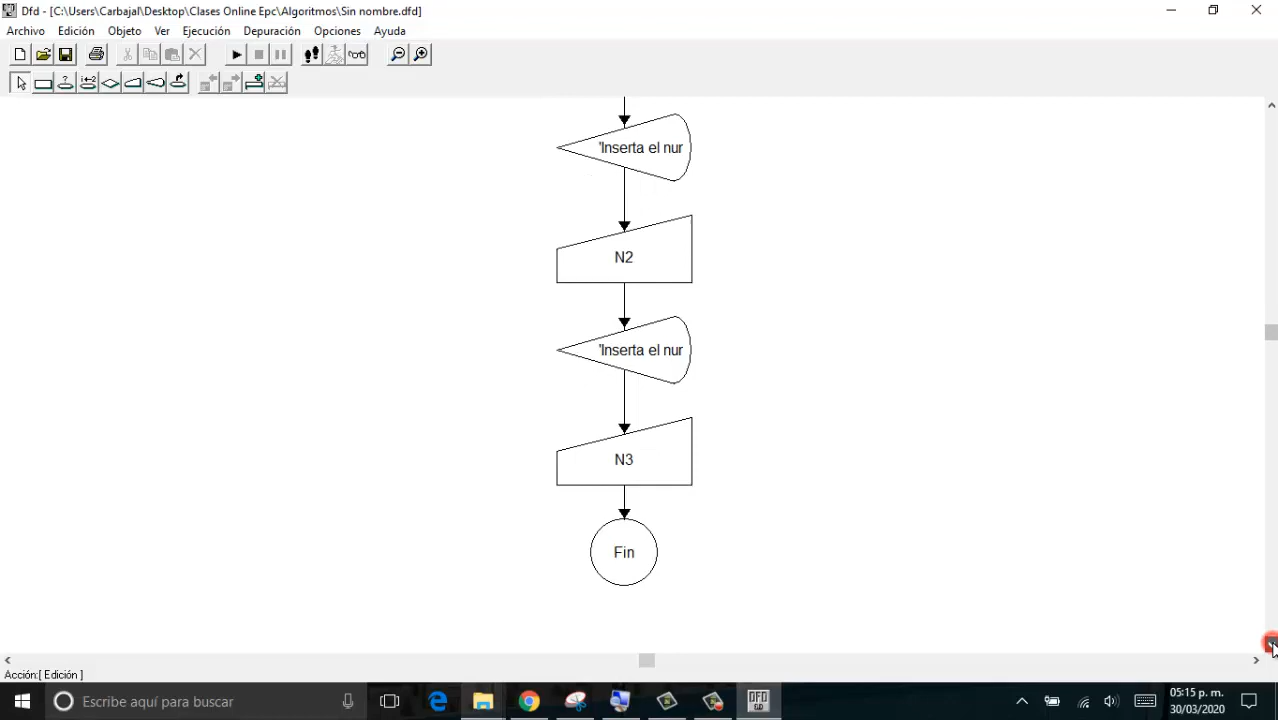 Dfd - [C:\Users\Carbajal\Desktop\Clases Online Epc\Algoritmos\Sin nombre.dfd]
Archivo Edición Objeto Ver Ejecución Depuración Opciones Ayuda
'Inserta el nur
N2
'Inserta el nur
N3
Fin
Acción:[ Edición ]
Escribe aquí para buscar
DFD
05:15 p. m.
30/03/2020